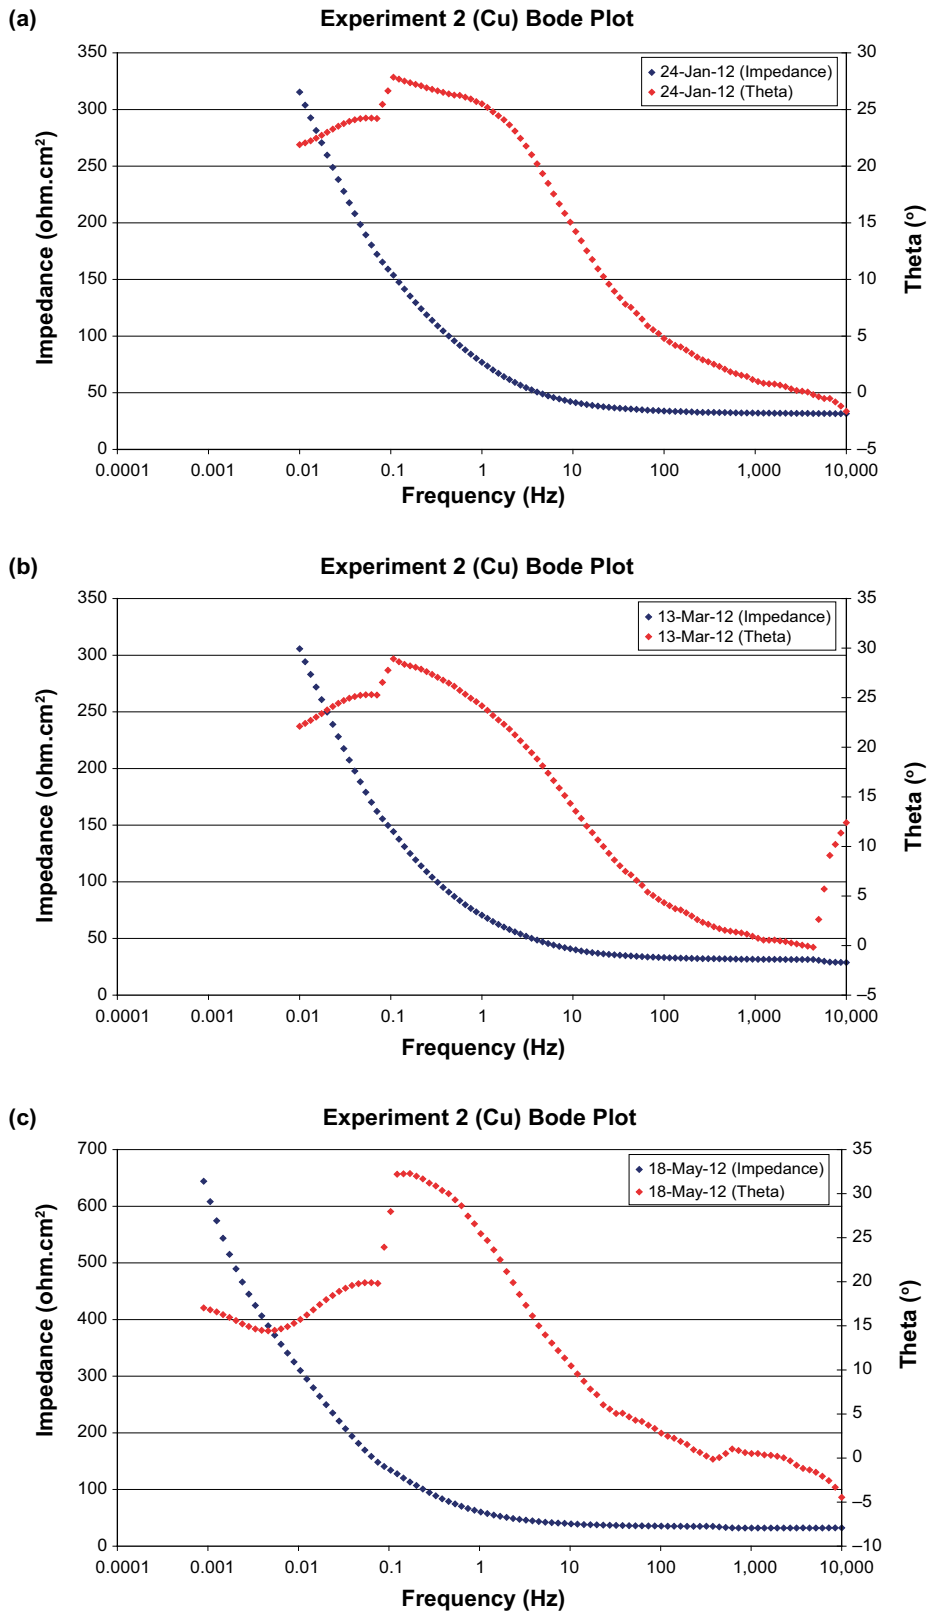 (a)
Experiment 2 (Cu) Bode Plot
350
300
250
200
150
100
50
0
Impedance (ohm.cm²)
30
25
20
15
10
5
0
–5
Theta (°)
24-Jan-12 (Impedance)
24-Jan-12 (Theta)
0.0001 0.001 0.01 0.1 1 10 100 1,000 10,000
Frequency (Hz)
(b)
Experiment 2 (Cu) Bode Plot
350
300
250
200
150
100
50
0
Impedance (ohm.cm²)
35
30
25
20
15
10
5
0
–5
Theta (°)
13-Mar-12 (Impedance)
13-Mar-12 (Theta)
0.0001 0.001 0.01 0.1 1 10 100 1,000 10,000
Frequency (Hz)
(c)
Experiment 2 (Cu) Bode Plot
700
600
500
400
300
200
100
0
Impedance (ohm.cm²)
35
30
25
20
15
10
5
0
–5
–10
Theta (°)
18-May-12 (Impedance)
18-May-12 (Theta)
0.0001 0.001 0.01 0.1 1 10 100 1,000 10,000
Frequency (Hz)